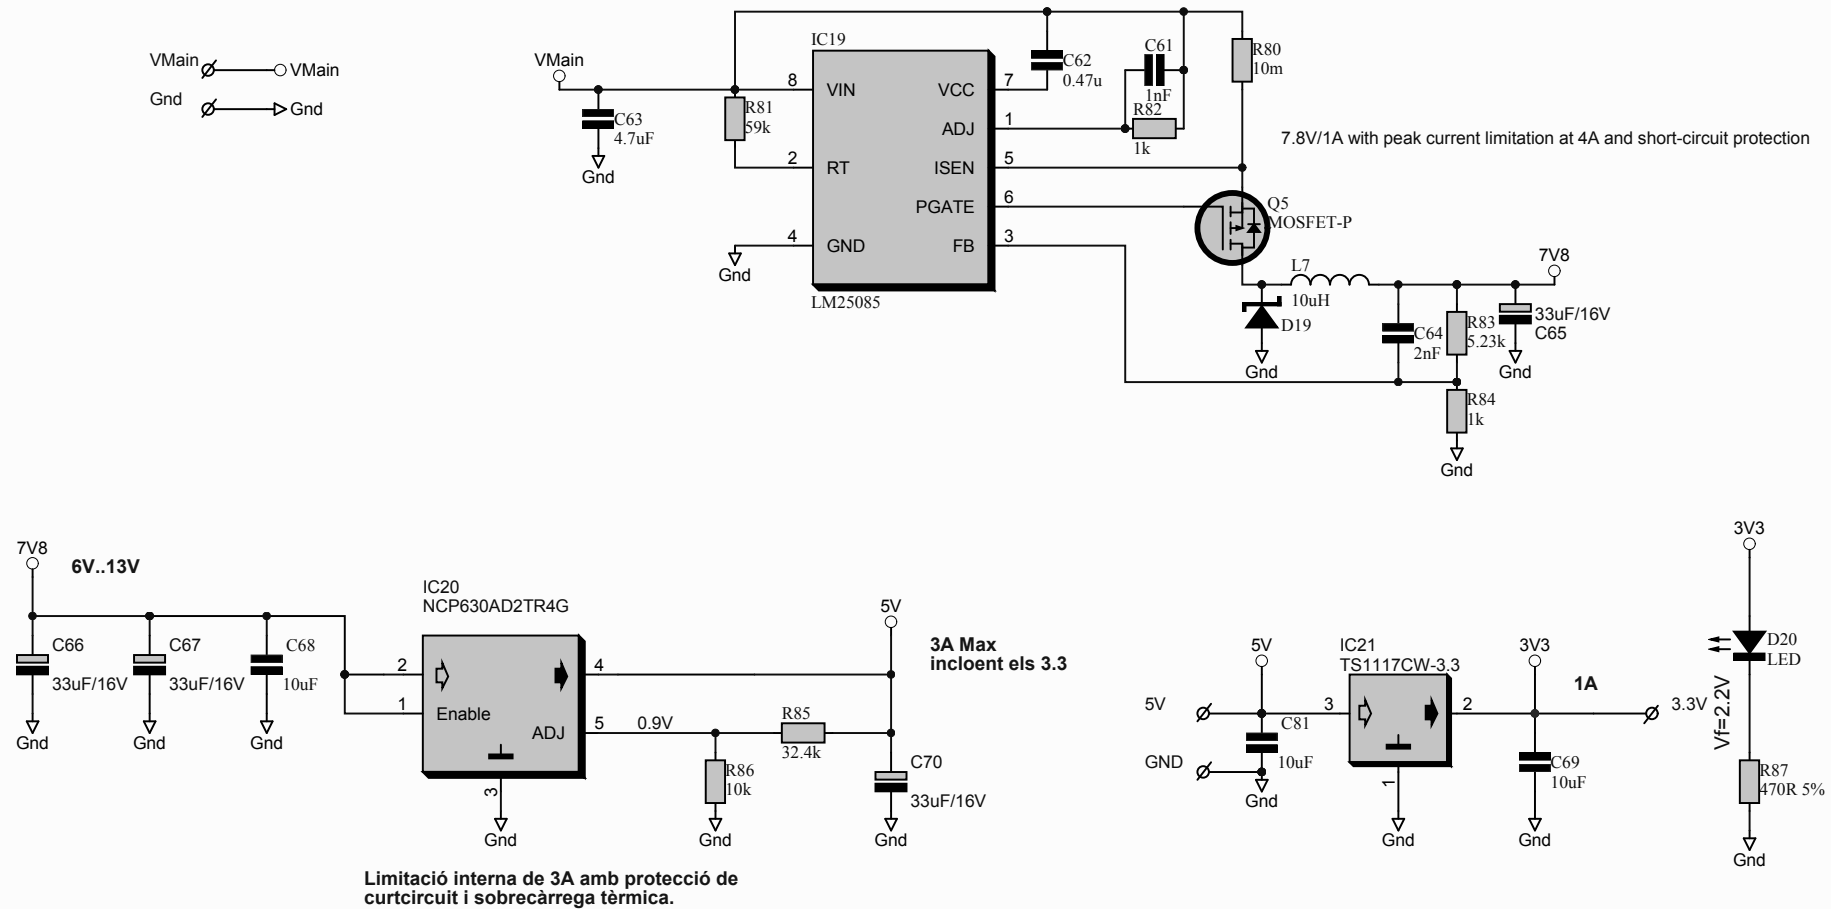 VMain
VMain
Gnd
Gnd
VMain
C63
4.7uF
Gnd
R81
59k
IC19
8
VIN
VCC
7
ADJ
1
2
RT
ISEN
5
PGATE
6
4
GND
FB
3
Gnd
LM25085
C62
0.47u
C61
1nF
R82
1k
R80
10m
7.8V/1A with peak current limitation at 4A and short-circuit protection
Q5
MOSFET-P
L7
10uH
D19
Gnd
C64
2nF
R83
5.23k
7V8
33uF/16V
C65
Gnd
R84
1k
Gnd
7V8
6V..13V
C66
33uF/16V
Gnd
C67
33uF/16V
Gnd
C68
10uF
Gnd
IC20
NCP630AD2TR4G
2
4
1
Enable
ADJ
5
0.9V
3
Gnd
R85
32.4k
R86
10k
Gnd
5V
3A Max
incloent els 3.3
C70
33uF/16V
Gnd
Limitació interna de 3A amb protecció de
curtcircuit i sobrecàrrega tèrmica.
5V
5V
GND
C81
10uF
Gnd
IC21
TS1117CW-3.3
3
2
1
Gnd
3V3
1A
3.3V
C69
10uF
Gnd
3V3
D20
LED
Vf=2.2V
R87
470R 5%
Gnd